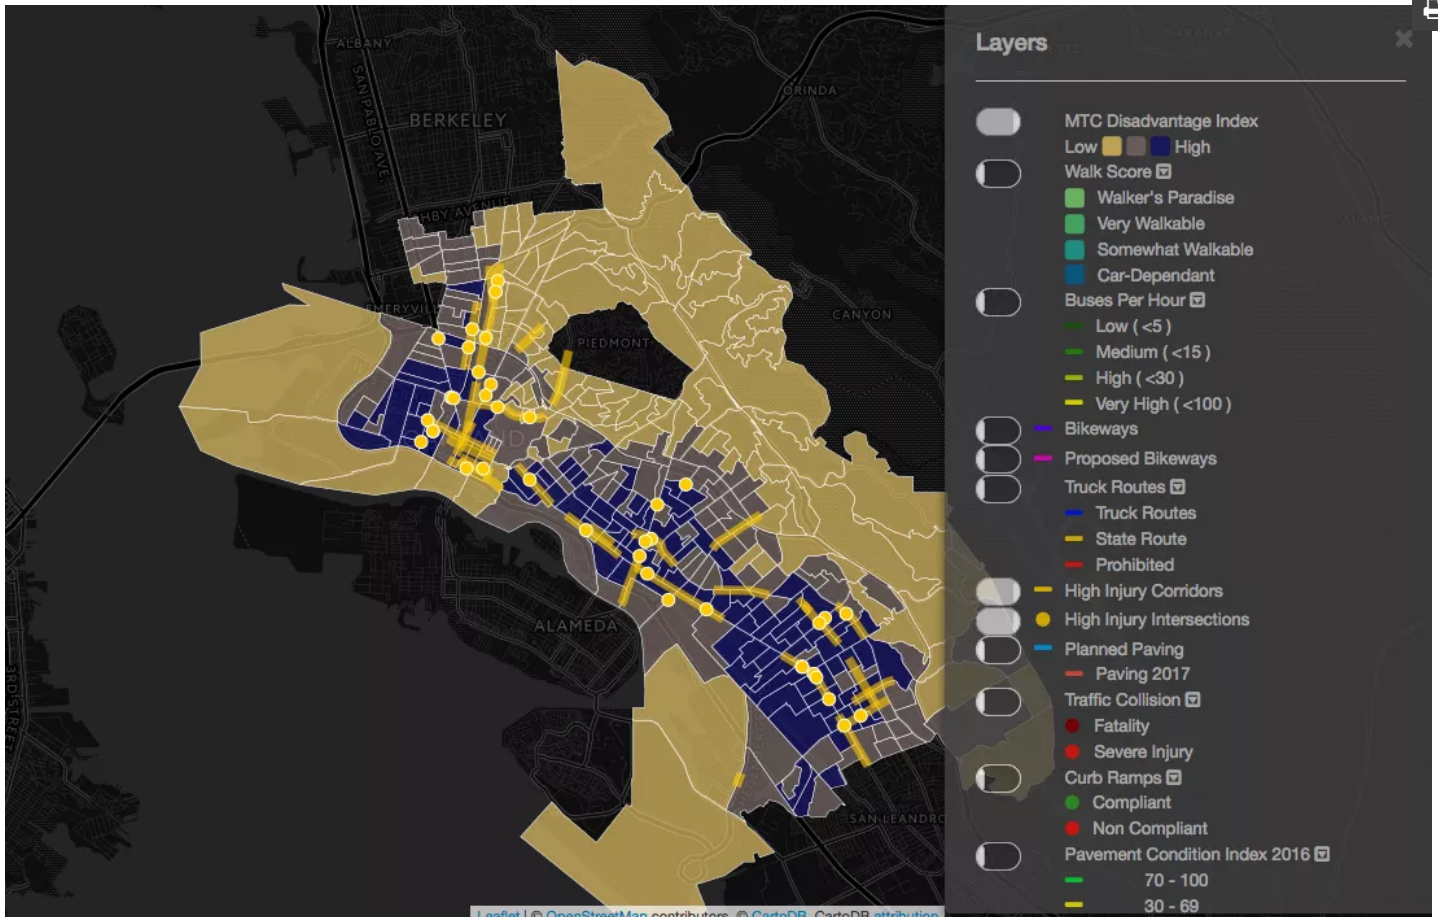 ALBANY
SAN PABLO AVE.
BERKELEY
ORINDA
HBY AVENUE
EMERYVIL
PIEDMONT
CANYON
ALAMEDA
SAN LEANDRO
Leaflet | © OpenStreetMap contributors, © CartoDB, CartoDB attribution
Layers
MTC Disadvantage Index
Low High
Walk Score
Walker's Paradise
Very Walkable
Somewhat Walkable
Car-Dependant
Buses Per Hour
Low ( <5 )
Medium ( <15 )
High ( <30 )
Very High ( <100 )
Bikeways
Proposed Bikeways
Truck Routes
Truck Routes
State Route
Prohibited
High Injury Corridors
High Injury Intersections
Planned Paving
Paving 2017
Traffic Collision
Fatality
Severe Injury
Curb Ramps
Compliant
Non Compliant
Pavement Condition Index 2016
70 - 100
30 - 69